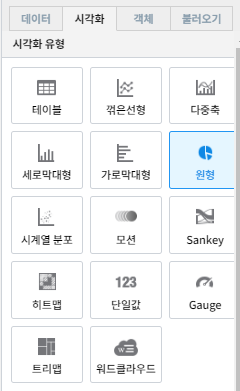 데이터 시각화 객체 불러오기
시각화 유형
테이블 꺾은선형 다중축
세로막대형 가로막대형 원형
시계열 분포 모션 Sankey
123
히트맵 단일값 Gauge
W
트리맵 워드클라우드